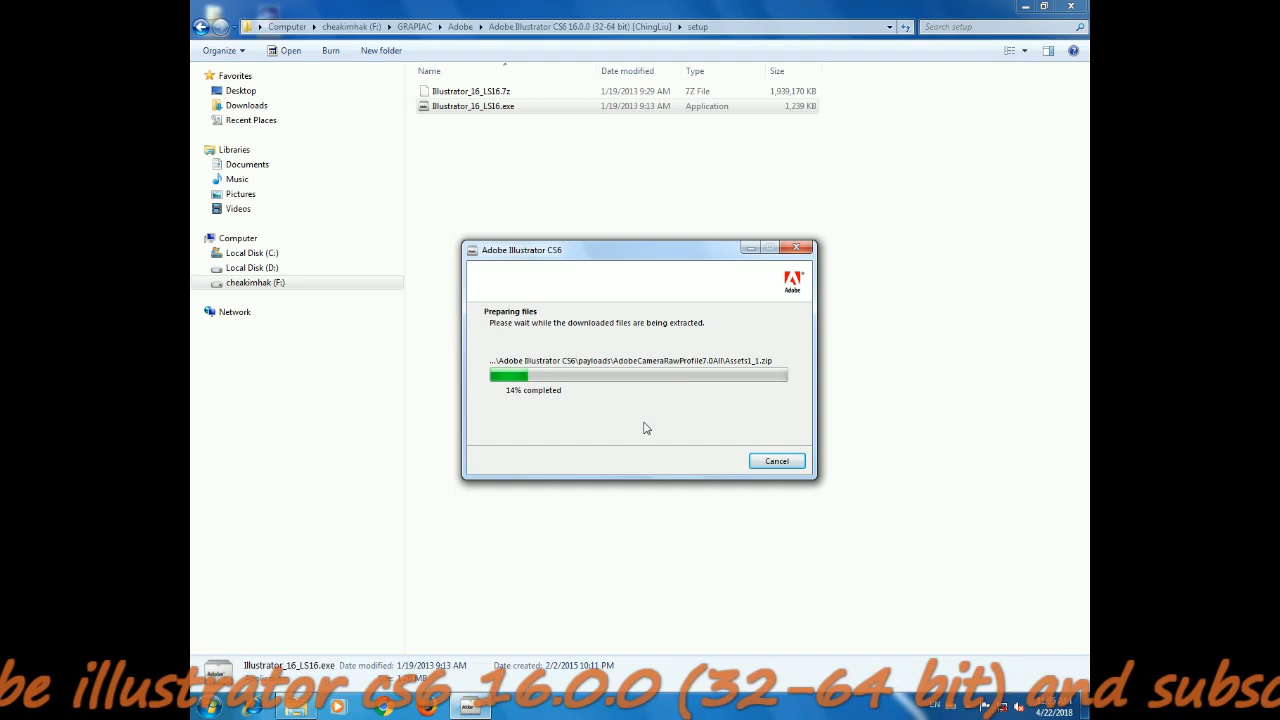 Computer ▸ cheakimhak (F:) ▸ GRAPIAC ▸ Adobe ▸ Adobe Illustrator CS6 16.0.0 (32-64 bit) [ChingLiu] ▸ setup
Search setup
Organize Open Burn New folder
Name Date modified Type Size
Illustrator_16_LS16.7z 1/19/2013 9:29 AM 7Z File 1,939,170 KB
Illustrator_16_LS16.exe 1/19/2013 9:13 AM Application 1,239 KB
Favorites
Desktop
Downloads
Recent Places
Libraries
Documents
Music
Pictures
Videos
Computer
Local Disk (C:)
Local Disk (D:)
cheakimhak (F:)
Network
Adobe Illustrator CS6
Adobe
Preparing files
Please wait while the downloaded files are being extracted.
...\Adobe Illustrator CS6\payloads\AdobeCameraRawProfile7.0All\Assets1_1.zip
14% completed
Cancel
Illustrator_16_LS16.exe Date modified: 1/19/2013 9:13 AM Date created: 2/2/2015 10:11 PM
be illustrator cs6 16.0.0 (32-64 bit) and subsc
EN
4/22/2018